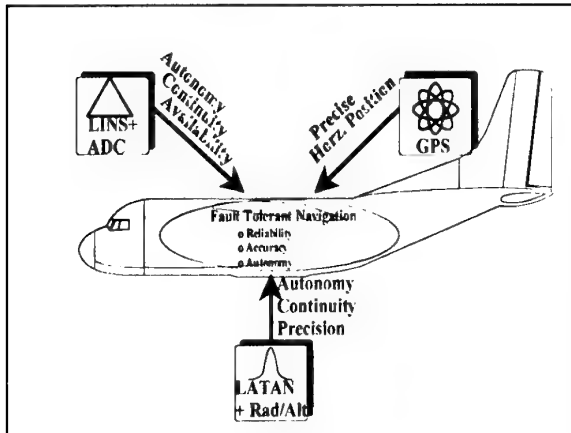 LINS+
ADC
Autonomy
Continuity
Availability
Precise
Horz. Position
GPS
Fault Tolerant Navigation
o Reliability
o Accuracy
o Autonomy
Autonomy
Continuity
Precision
LATAN
+ Rad/Alt